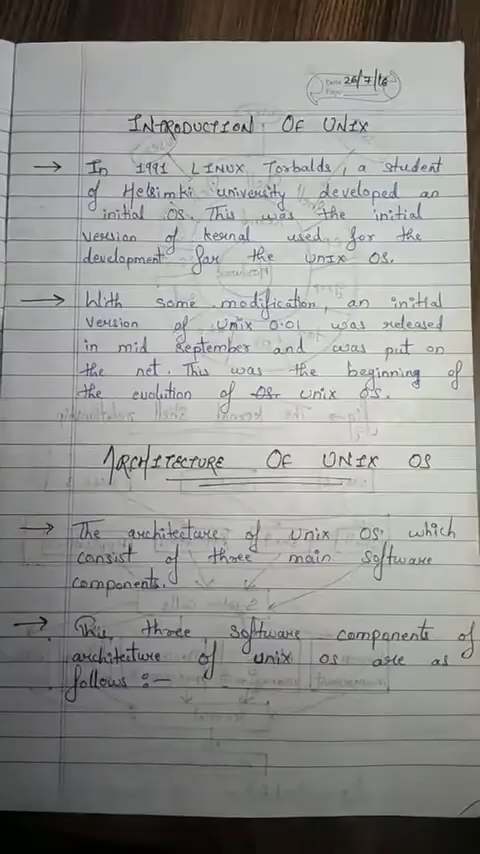 Date 26/7/16
Page
INTRODUCTION OF UNIX
→ In 1991 LINUX Torbalds, a student
of Helsimki university developed an
initial OS. This was the initial
version of kernal used for the
development for the UNIX OS.
→ With some modification, an initial
version of Unix 0.01 was released
in mid september and was put on
the net. This was the beginning of
the evolution of OS unix OS.
ARCHITECTURE OF UNIX OS
→ The architecture of Unix OS which
consist of three main software
components.
→ This three software components of
architecture of unix os are as
follows :-